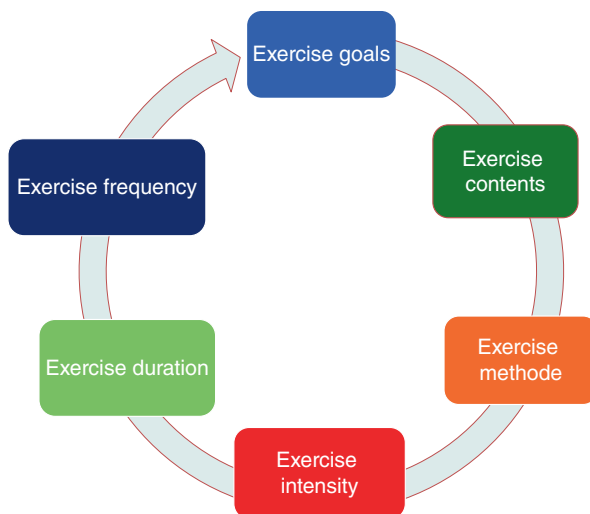 Exercise goals
Exercise
contents
Exercise
methode
Exercise
intensity
Exercise duration
Exercise frequency